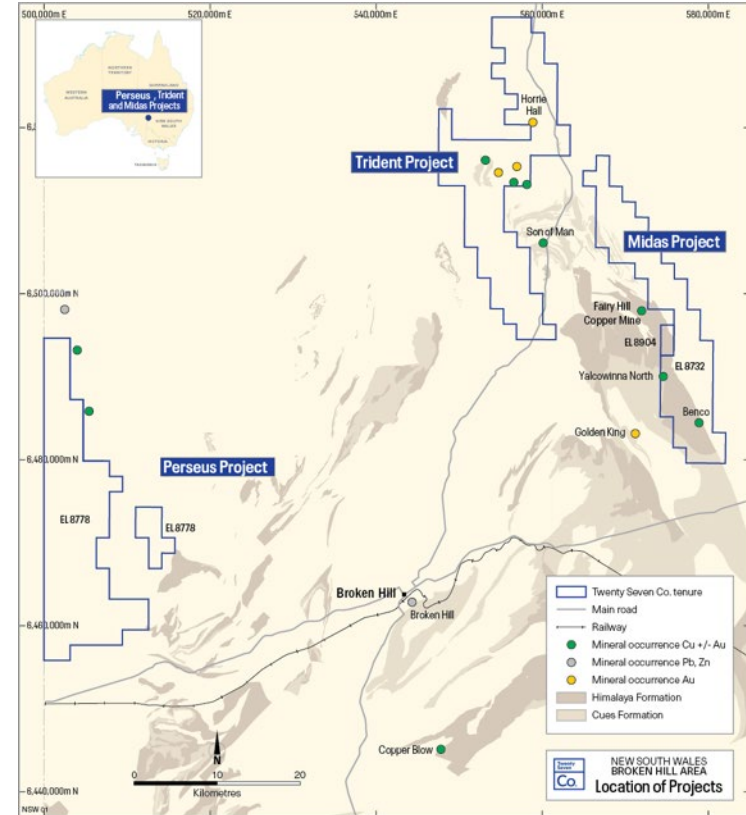 500,000m E
520,000m E
540,000m E
560,000m E
580,000m E
NORTHERN
TERRITORY
QUEENSLAND
WESTERN
AUSTRALIA
Perseus, Trident
and Midas Projects
NEW SOUTH
WALES
VICTORIA
TASMANIA
Horrie
Hall
Trident Project
Son of Man
Midas Project
6,500,000m N
Fairy Hill
Copper Mine
EL 8904
EL 8732
Yalcowinna North
Benco
Golden King
6,480,000m N
Perseus Project
EL 8778
EL 8778
Broken Hill
Broken Hill
6,460,000m N
Twenty Seven Co. tenure
Main road
Railway
Mineral occurrence Cu +/- Au
Mineral occurrence Pb, Zn
Mineral occurrence Au
Himalaya Formation
Cues Formation
Copper Blow
N
0 10 20
Kilometres
6,440,000m N
Twenty
Seven
Co.
NEW SOUTH WALES
BROKEN HILL AREA
Location of Projects